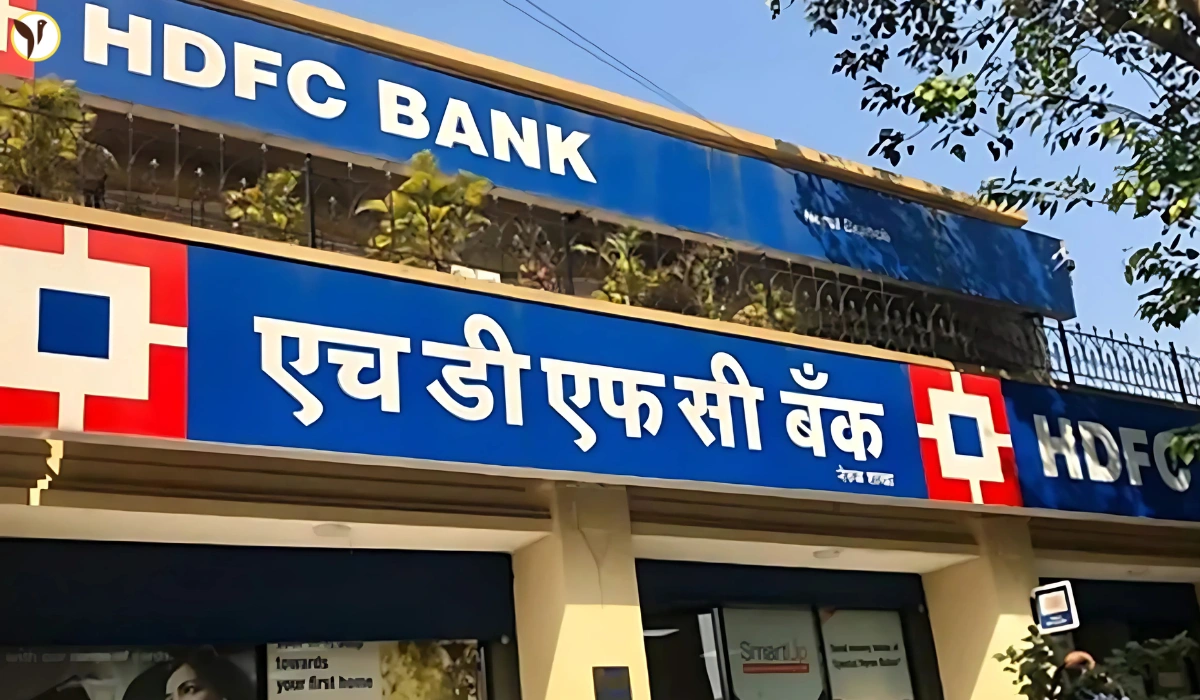 HDFC BANK
एच डी एफ सी बैंक
HDFC
towards
your first home
SmartUp